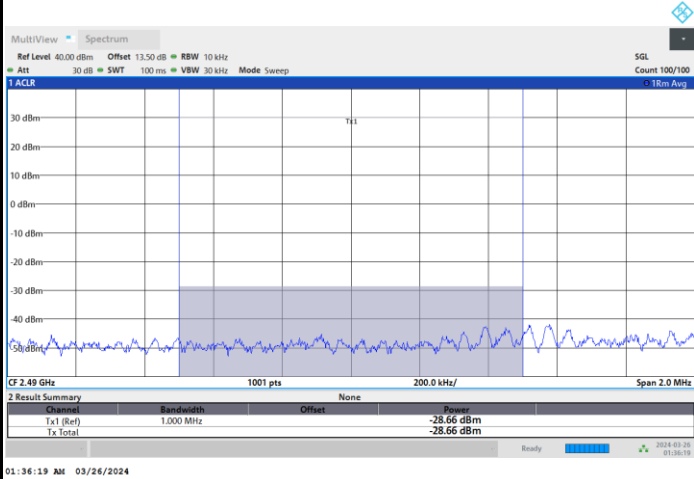 MultiView Spectrum
Ref Level 40.00 dBm Offset 13.50 dB RBW 10 kHz SGL
Att 30 dB SWT 100 ms VBW 30 kHz Mode Sweep Count 100/100
1 ACLR 1Rm Avg
30 dBm
Tx1
20 dBm
10 dBm
0 dBm
-10 dBm
-20 dBm
-30 dBm
-40 dBm
-50 dBm
CF 2.49 GHz 1001 pts 200.0 kHz/ Span 2.0 MHz
2 Result Summary None
Channel Bandwidth Offset Power
Tx1 (Ref) 1.000 MHz -28.66 dBm
Tx Total -28.66 dBm
Ready 2024-03-26
01:36:19
01:36:19 AM 03/26/2024